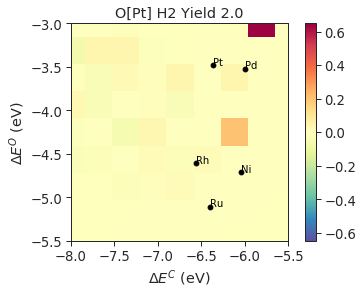 O[Pt] H2 Yield 2.0
−3.0
−3.5
−4.0
−4.5
−5.0
−5.5
ΔE^O (eV)
Pt
Pd
Rh
Ni
Ru
−8.0 −7.5 −7.0 −6.5 −6.0 −5.5
ΔE^C (eV)
0.6
0.4
0.2
0.0
−0.2
−0.4
−0.6